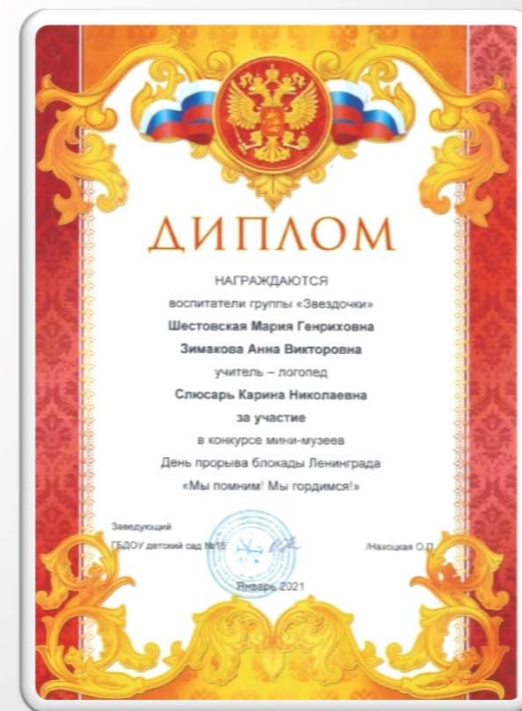 ДИПЛОМ
НАГРАЖДАЮТСЯ
воспитатели группы «Звездочки»
Шестовская Мария Генриховна
Зимакова Анна Викторовна
учитель – логопед
Слюсарь Карина Николаевна
за участие
в конкурсе мини-музеев
День прорыва блокады Ленинграда
«Мы помним! Мы гордимся!»
Заведующий
ГБДОУ детский сад №15 /Нахоцкая О.П.
Январь 2021